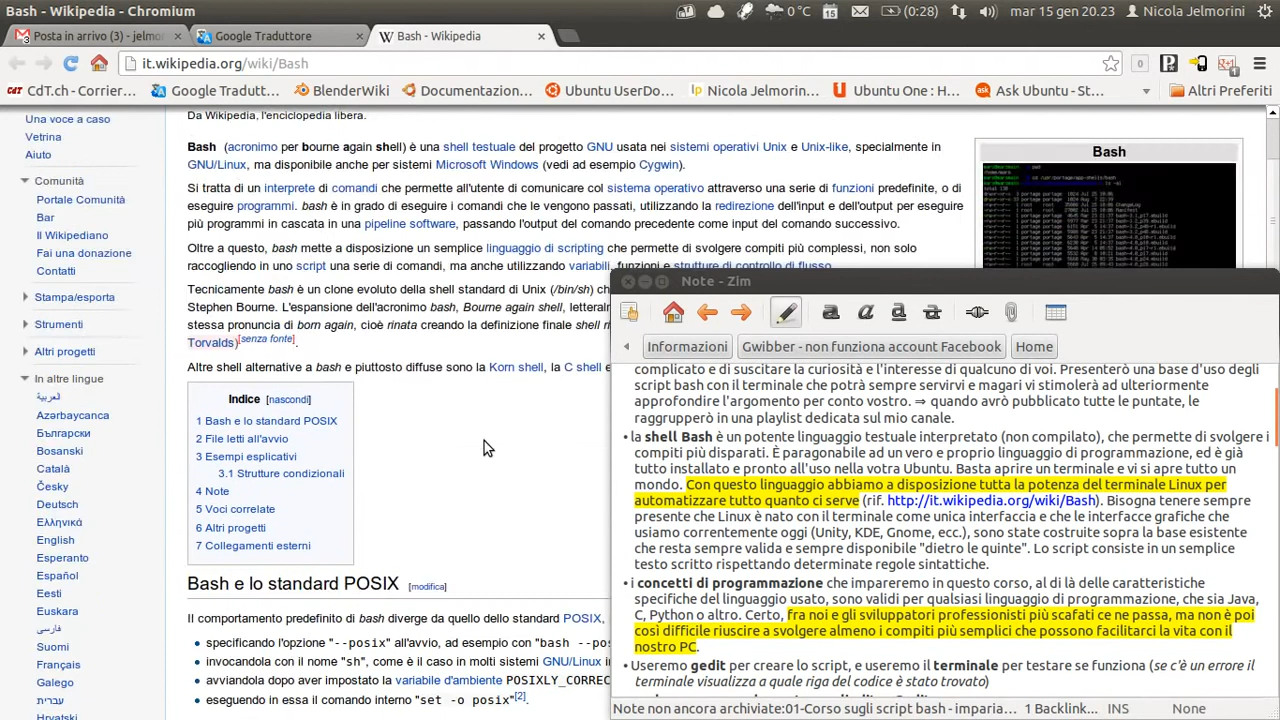 Bash - Wikipedia - Chromium
0 °C
15
(0:28)
mar 15 gen 20.23
Nicola Jelmorini
Posta in arrivo (3) - jelmo
Google Traduttore
Bash - Wikipedia
it.wikipedia.org/wiki/Bash
0
1
CdT.ch - Corrier...
Google Tradutt...
BlenderWiki
Documentazion...
Ubuntu UserDo...
Nicola Jelmorin...
Ubuntu One : H...
Ask Ubuntu - St...
Altri Preferiti
Una voce a caso
Vetrina
Aiuto
Comunità
Portale Comunità
Bar
Il Wikipediano
Fai una donazione
Contatti
Stampa/esporta
Strumenti
Altri progetti
In altre lingue
العربية
Azərbaycanca
Български
Bosanski
Català
Česky
Deutsch
Ελληνικά
English
Esperanto
Español
Eesti
Euskara
فارسی
Suomi
Français
Galego
עברית
Hrvatski
Da Wikipedia, l'enciclopedia libera.
Bash (acronimo per bourne again shell) è una shell testuale del progetto GNU usata nei sistemi operativi Unix e Unix-like, specialmente in
GNU/Linux, ma disponibile anche per sistemi Microsoft Windows (vedi ad esempio Cygwin).
Si tratta di un interprete di comandi che permette all'utente di comunicare col sistema operativo attraverso una serie di funzioni predefinite, o di
eseguire programmi. Bash è in grado di eseguire i comandi che le vengono passati, utilizzando la redirezione dell'input e dell'output per eseguire
più programmi in cascata in una pipeline software, passando l'output del comando precedente come input del comando successivo.
Oltre a questo, bash mette a disposizione un semplice linguaggio di scripting che permette di svolgere compiti più complessi, non solo
raccogliendo in uno script una serie di comandi, ma anche utilizzando variabili, funzioni e strutture di controllo di flusso.
Tecnicamente bash è un clone evoluto della shell standard di Unix (/bin/sh) ch
Stephen Bourne. L'espansione dell'acronimo bash, Bourne again shell, letteralm
stessa pronuncia di born again, cioè rinata creando la definizione finale shell r
Torvalds)[senza fonte].
Altre shell alternative a bash e piuttosto diffuse sono la Korn shell, la C shell e
Indice [nascondi]
1 Bash e lo standard POSIX
2 File letti all'avvio
3 Esempi esplicativi
3.1 Strutture condizionali
4 Note
5 Voci correlate
6 Altri progetti
7 Collegamenti esterni
Bash e lo standard POSIX [modifica]
Il comportamento predefinito di bash diverge da quello dello standard POSIX,
• specificando l'opzione "--posix" all'avvio, ad esempio con "bash --pos
• invocandola con il nome "sh", come è il caso in molti sistemi GNU/Linux in
• avviandola dopo aver impostato la variabile d'ambiente POSIXLY_CORREC
• eseguendo in essa il comando interno "set -o posix"[2].
Bash
Note - Zim
Informazioni
Gwibber - non funziona account Facebook
Home
complicato e di suscitare la curiosità e l'interesse di qualcuno di voi. Presenterò una base d'uso degli
script bash con il terminale che potrà sempre servirvi e magari vi stimolerà ad ulteriormente
approfondire l'argomento per conto vostro. ⇒ quando avrò pubblicato tutte le puntate, le
raggrupperò in una playlist dedicata sul mio canale.
• la shell Bash è un potente linguaggio testuale interpretato (non compilato), che permette di svolgere i
compiti più disparati. È paragonabile ad un vero e proprio linguaggio di programmazione, ed è già
tutto installato e pronto all'uso nella votra Ubuntu. Basta aprire un terminale e vi si apre tutto un
mondo. Con questo linguaggio abbiamo a disposizione tutta la potenza del terminale Linux per
automatizzare tutto quanto ci serve (rif. http://it.wikipedia.org/wiki/Bash). Bisogna tenere sempre
presente che Linux è nato con il terminale come unica interfaccia e che le interfacce grafiche che
usiamo correntemente oggi (Unity, KDE, Gnome, ecc.), sono state costruite sopra la base esistente
che resta sempre valida e sempre disponibile "dietro le quinte". Lo script consiste in un semplice
testo scritto rispettando determinate regole sintattiche.
• i concetti di programmazione che impareremo in questo corso, al di là delle caratteristiche
specifiche del linguaggio usato, sono validi per qualsiasi linguaggio di programmazione, che sia Java,
C, Python o altro. Certo, fra noi e gli sviluppatori professionisti più scafati ce ne passa, ma non è poi
così difficile riuscire a svolgere almeno i compiti più semplici che possono facilitarci la vita con il
nostro PC.
• Useremo gedit per creare lo script, e useremo il terminale per testare se funziona (se c'è un errore il
terminale visualizza a quale riga del codice è stato trovato)
Note non ancora archiviate:01-Corso sugli script bash - imparia...
1 Backlink...
INS
None